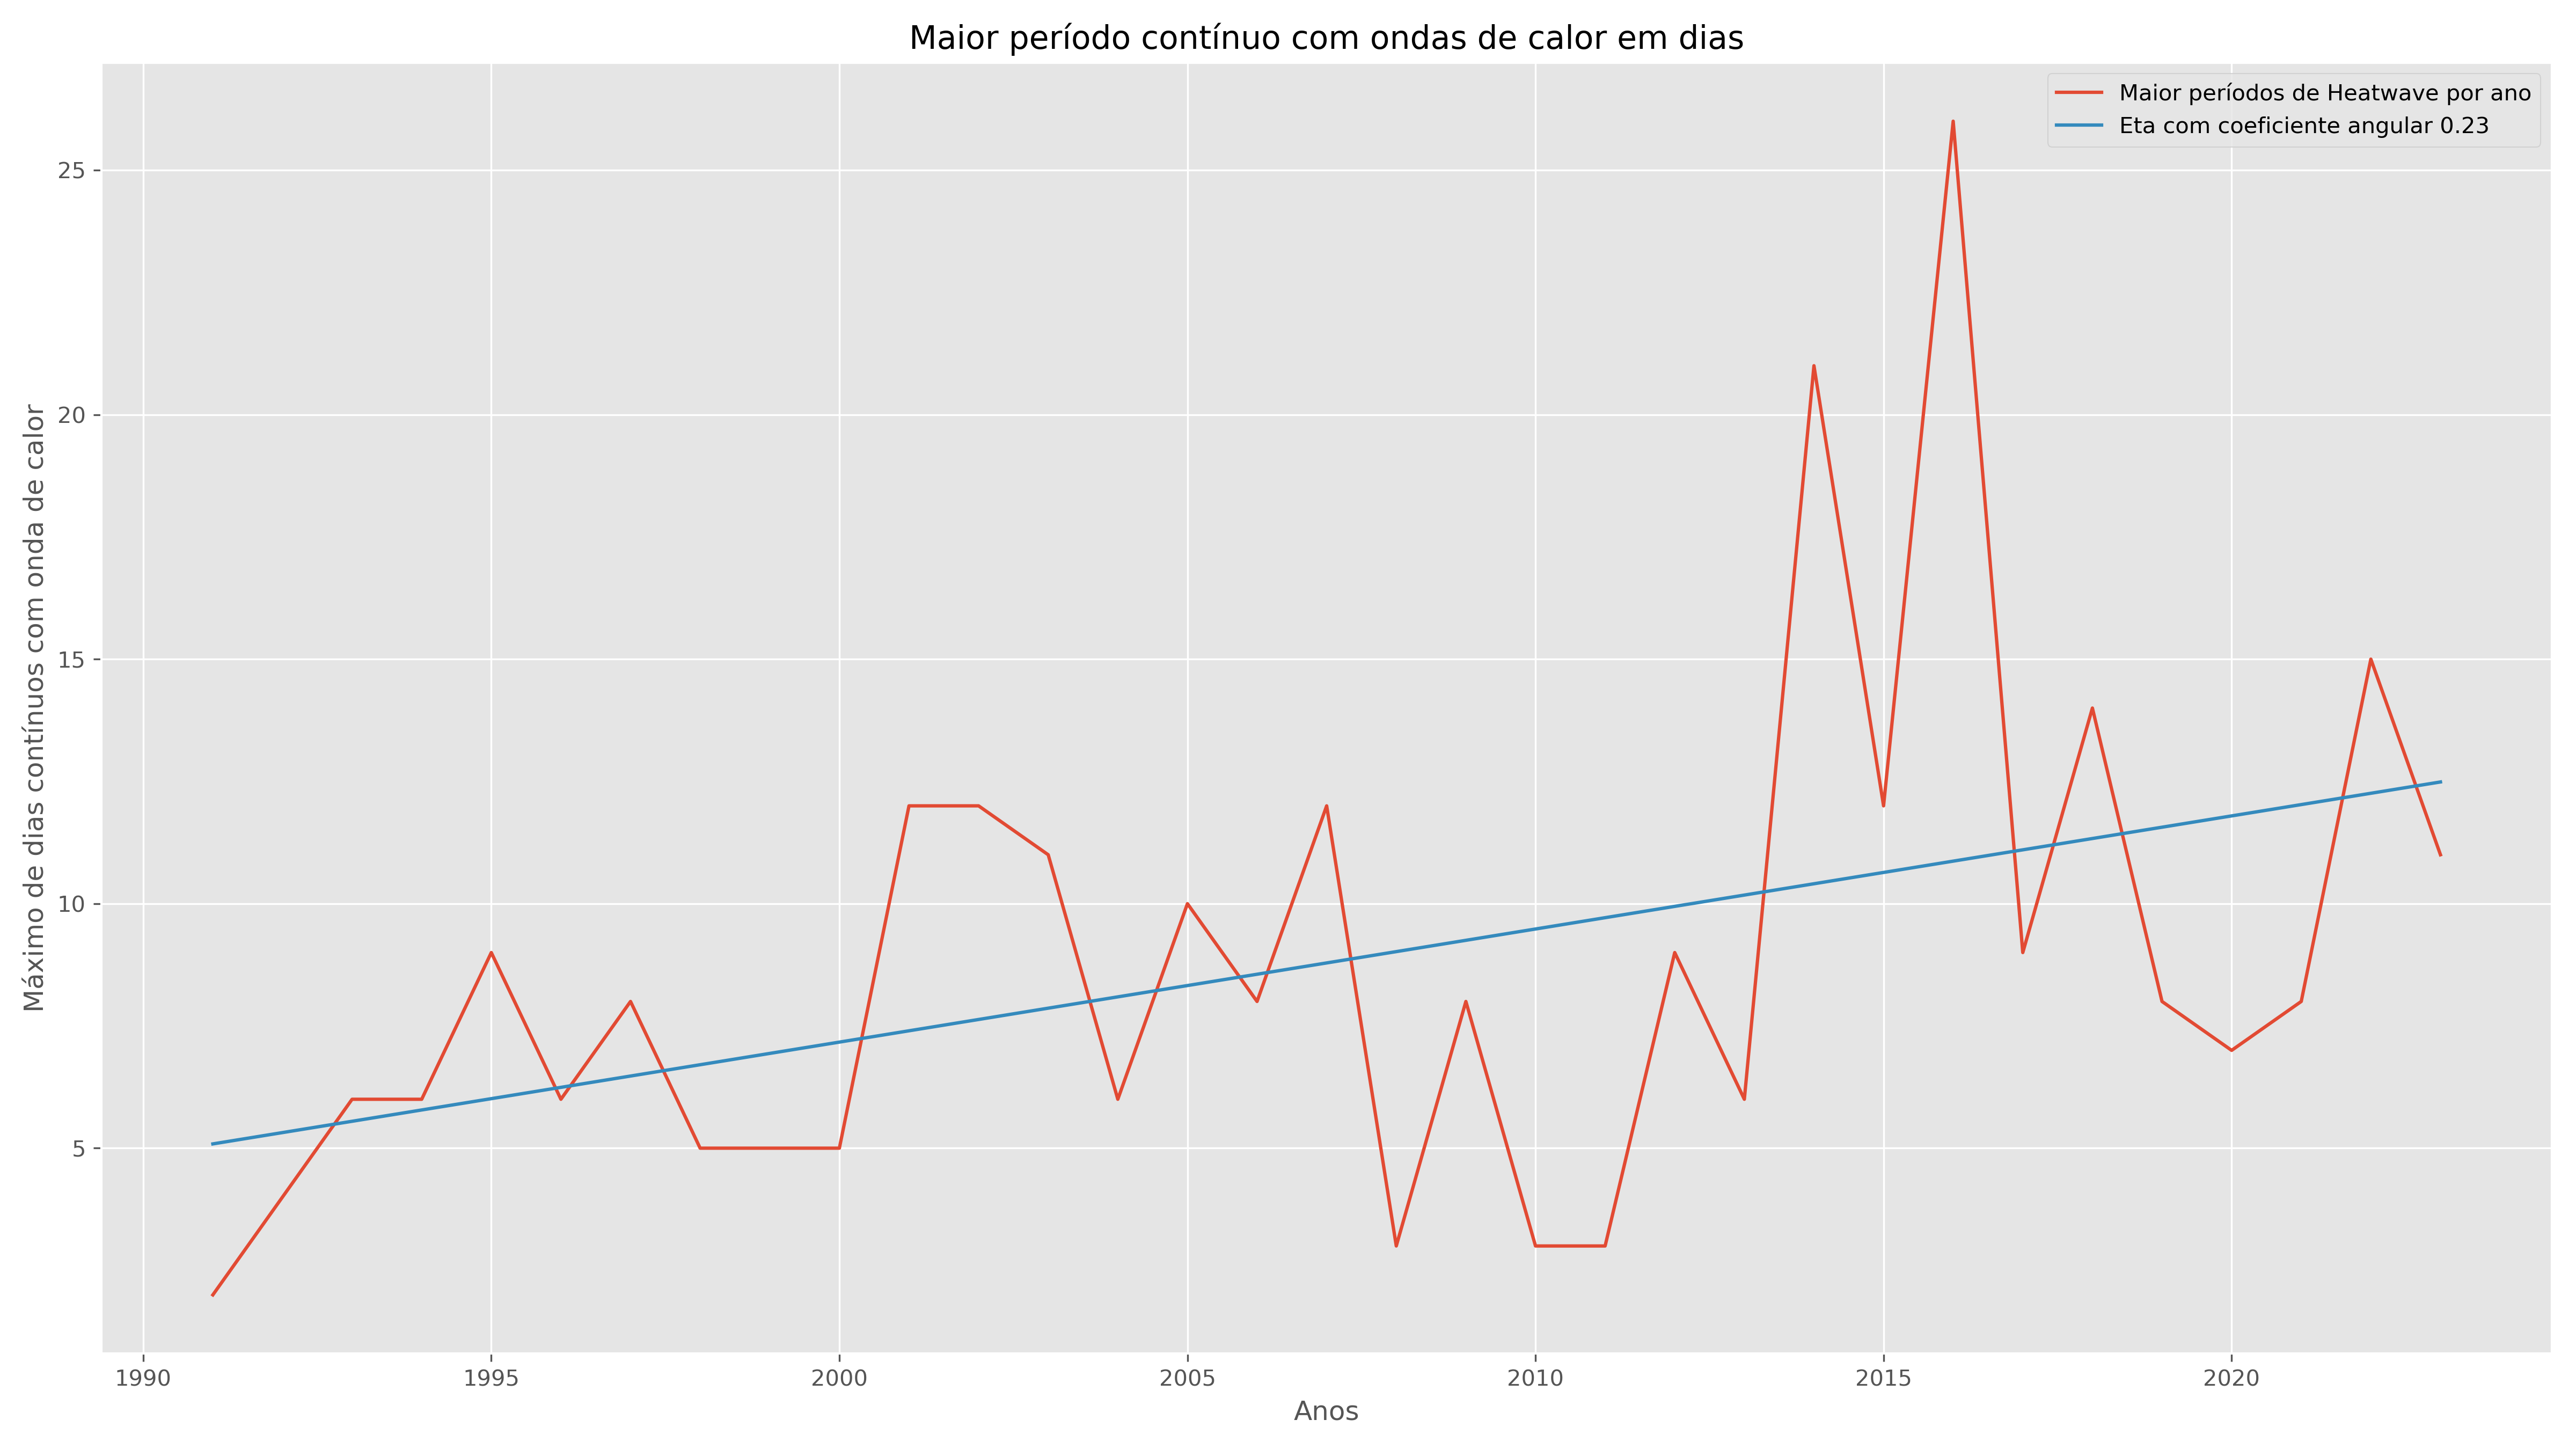 Maior período contínuo com ondas de calor em dias
Maior períodos de Heatwave por ano
Eta com coeficiente angular 0.23
Máximo de dias contínuos com onda de calor
25
20
15
10
5
1990 1995 2000 2005 2010 2015 2020
Anos